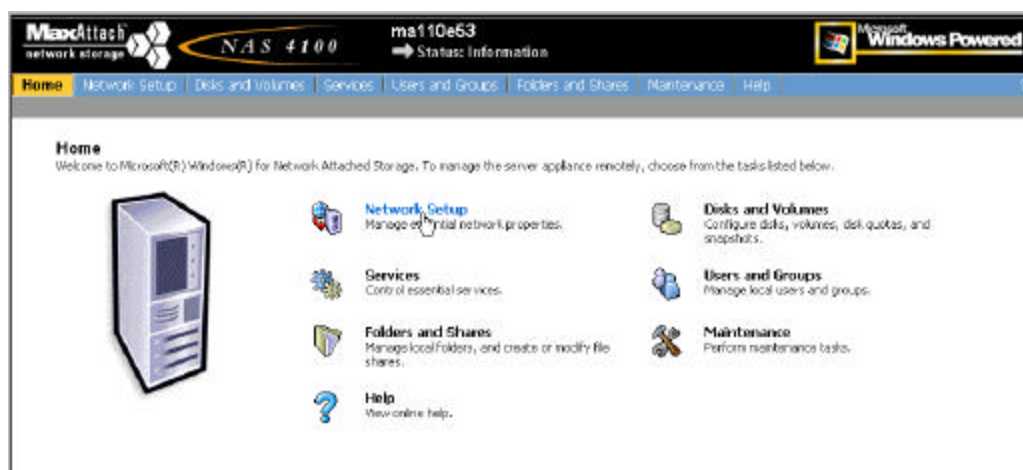 MaxAttach
network storage
NAS 4100
ma110e53
Status: Information
Microsoft
Windows Powered
Home Network Setup Disks and Volumes Services Users and Groups Folders and Shares Maintenance Help
Home
Welcome to Microsoft(R) Windows(R) for Network Attached Storage. To manage the server appliance remotely, choose from the tasks listed below.
Network Setup
Manage essential network properties.
Disks and Volumes
Configure disks, volumes, disk quotas, and
snapshots.
Services
Control essential services.
Users and Groups
Manage local users and groups.
Folders and Shares
Manage local folders, and create or modify file
shares.
Maintenance
Perform maintenance tasks.
Help
View online help.